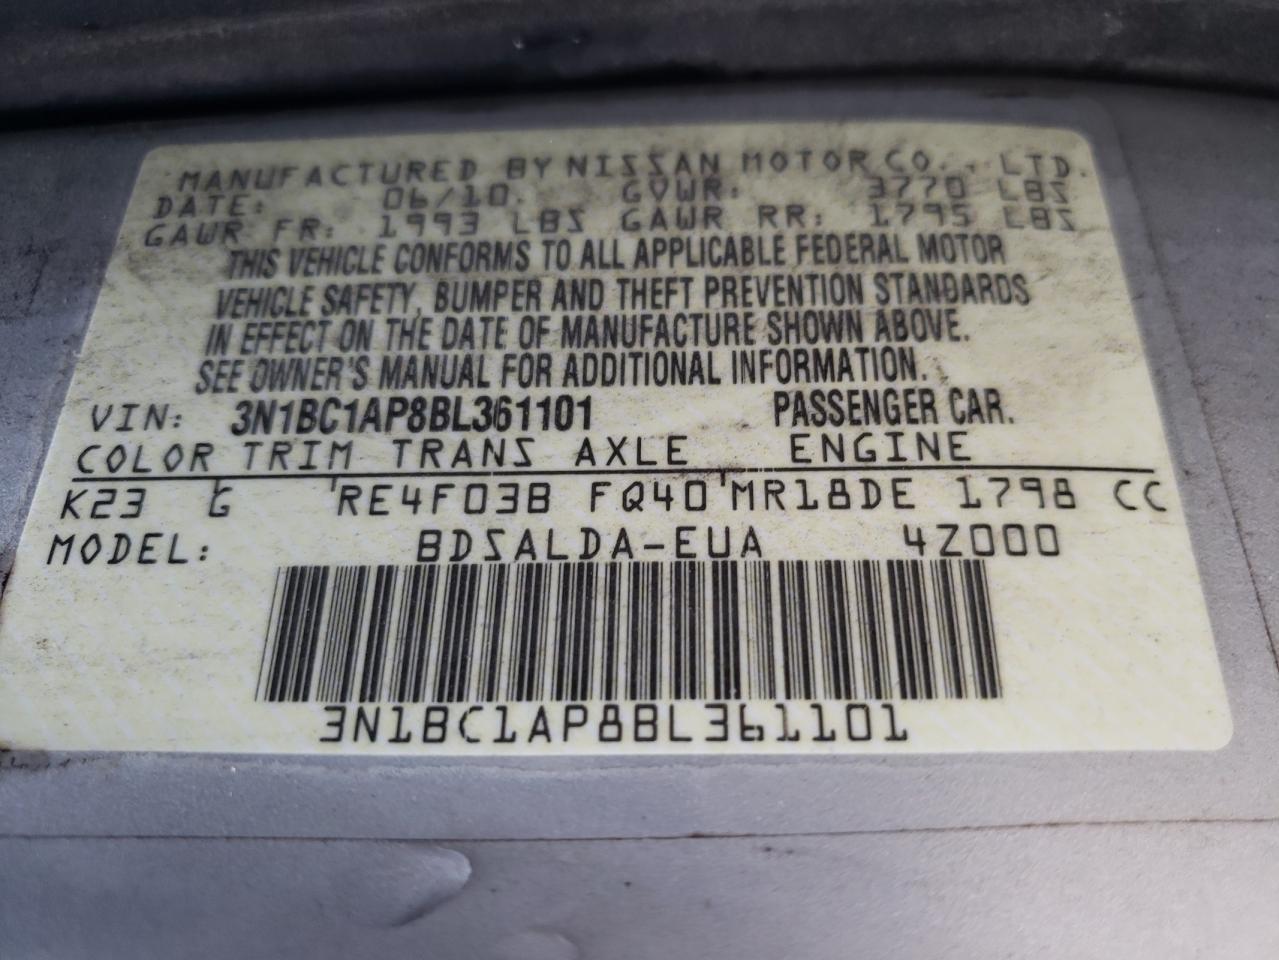 MANUFACTURED BY NISSAN MOTOR CO., LTD.
DATE: 06/10. GVWR: 3770 LBS
GAWR FR: 1993 LBS GAWR RR: 1795 LBS
THIS VEHICLE CONFORMS TO ALL APPLICABLE FEDERAL MOTOR
VEHICLE SAFETY, BUMPER AND THEFT PREVENTION STANDARDS
IN EFFECT ON THE DATE OF MANUFACTURE SHOWN ABOVE.
SEE OWNER'S MANUAL FOR ADDITIONAL INFORMATION.
VIN: 3N1BC1AP8BL361101 PASSENGER CAR.
COLOR TRIM TRANS AXLE ENGINE
K23 G RE4F03B FQ40 MR18DE 1798 CC
MODEL: BDSALDA-EUA 4Z000
3N1BC1AP8BL361101